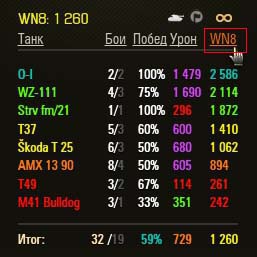 WN8: 1 260
Танк Бои Побед Урон WN8
O-I 2/2 100% 1 479 2 586
WZ-111 4/3 75% 1 690 2 114
Strv fm/21 1/1 100% 296 1 872
T37 5/3 60% 600 1 410
Škoda T 25 6/3 50% 680 1 062
AMX 13 90 8/4 50% 605 894
T49 3/2 67% 114 261
M41 Bulldog 3/1 33% 351 242
Итог: 32 /19 59% 729 1 260